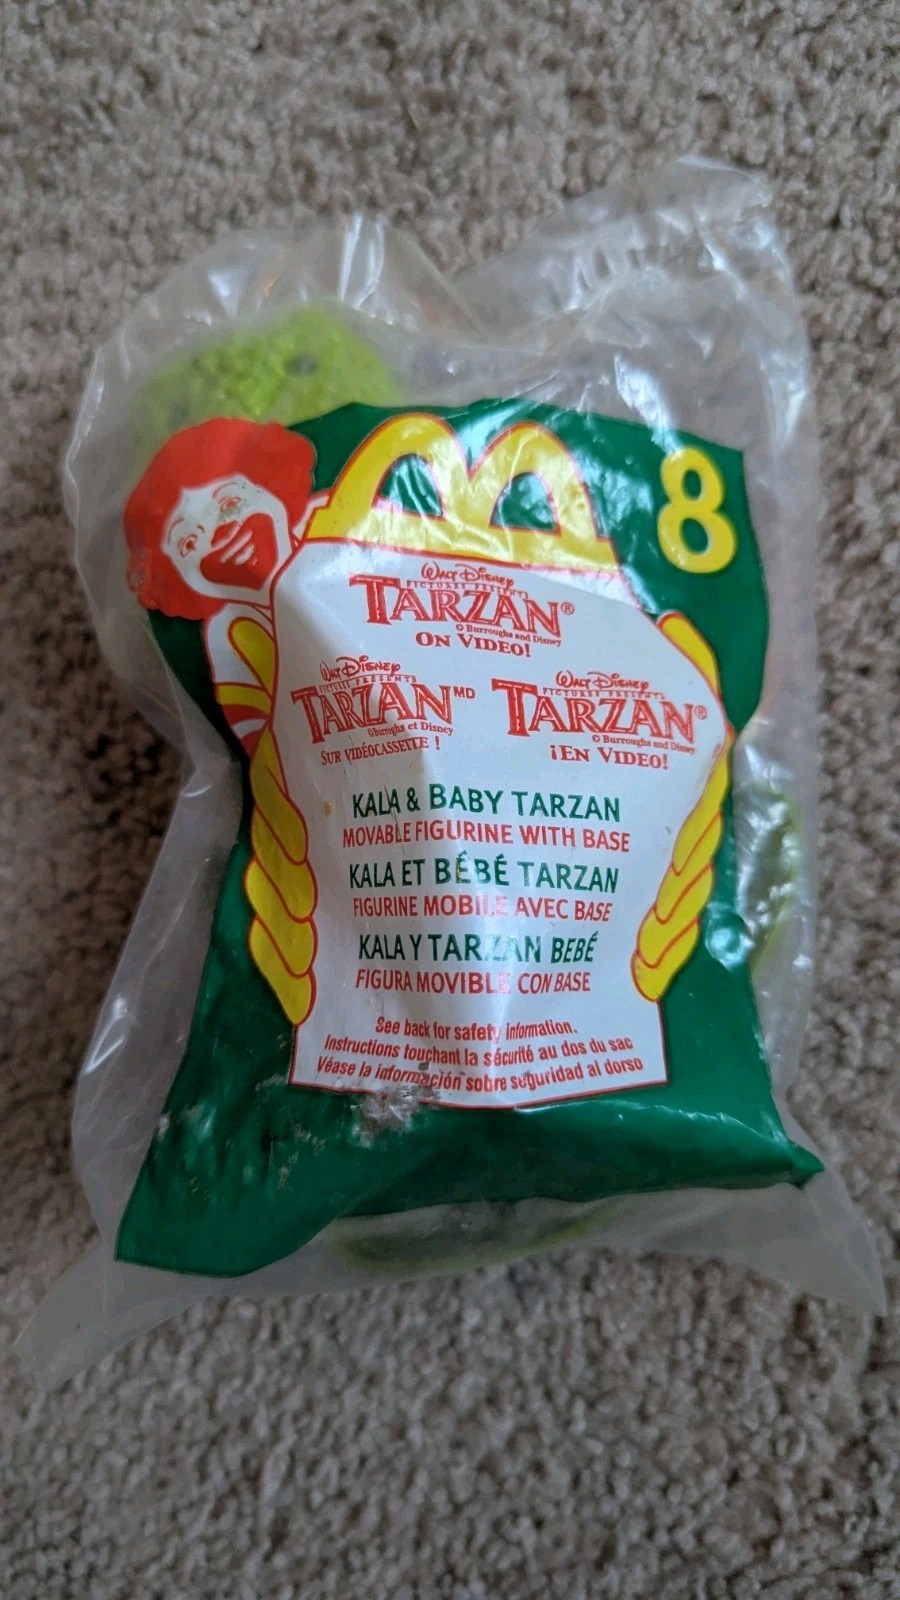 8
WALT DISNEY
PICTURES PRESENTS
TARZAN®
© Burroughs and Disney
ON VIDEO!
WALT DISNEY
PICTURES PRESENTS
TARZAN MD
©Burroughs et Disney
SUR VIDÉOCASSETTE !
WALT DISNEY
PICTURES PRESENTS
TARZAN®
© Burroughs and Disney
¡EN VIDEO!
KALA & BABY TARZAN
MOVABLE FIGURINE WITH BASE
KALA ET BÉBÉ TARZAN
FIGURINE MOBILE AVEC BASE
KALA Y TARZAN BEBÉ
FIGURA MOVIBLE CON BASE
See back for safety information.
Instructions touchant la sécurité au dos du sac
Véase la información sobre seguridad al dorso